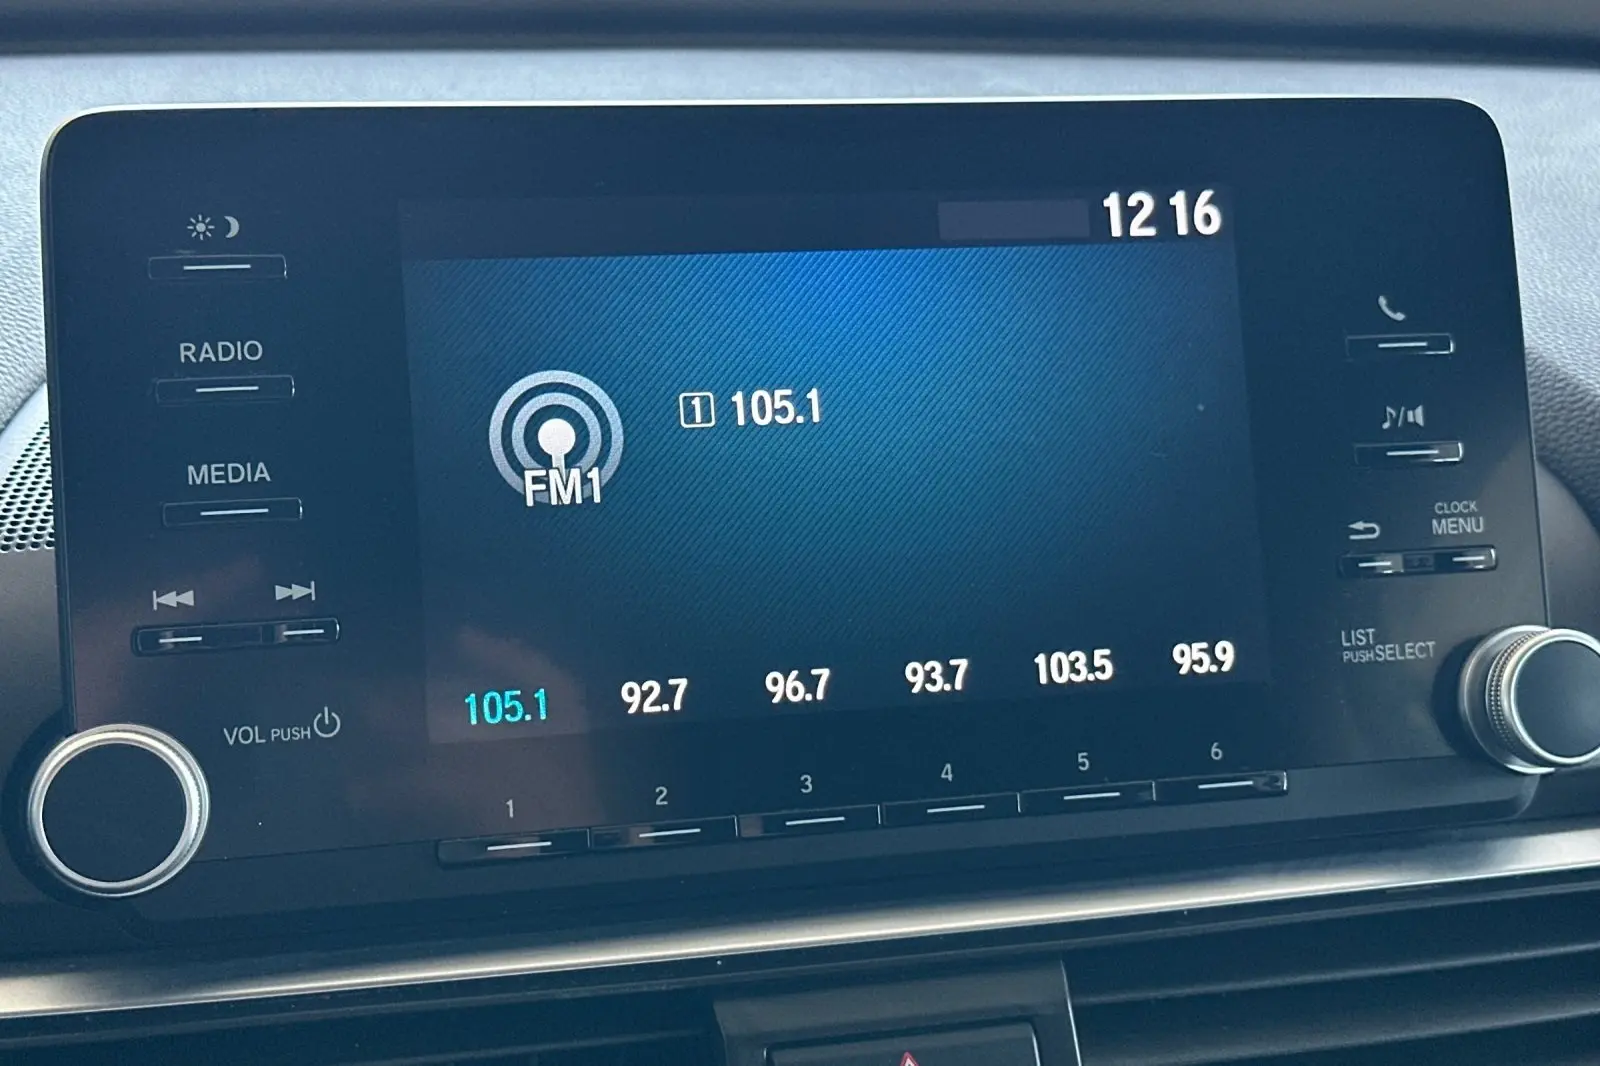 12 16
RADIO
1 105.1
FM1
MEDIA
CLOCK
MENU
LIST
PUSH SELECT
105.1 92.7 96.7 93.7 103.5 95.9
VOL PUSH
1 2 3 4 5 6